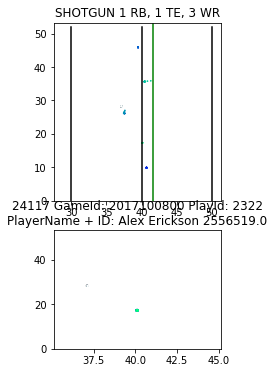 SHOTGUN 1 RB, 1 TE, 3 WR
50
40
30
20
10
0
30 35 40 45 50
24117 GameId: 2017100800 PlayId: 2322
PlayerName + ID: Alex Erickson 2556519.0
40
20
0
37.5 40.0 42.5 45.0